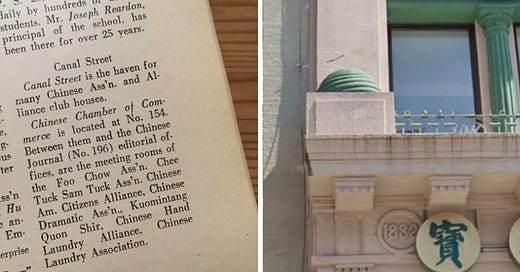 daily by hundreds of
students. Mr. Joseph Reardon,
principal of the school, has
been there for over 25 years.
Canal Street
Canal Street is the haven for
many Chinese Ass'n. and Al-
liance club houses.
Chinese Chamber of Com-
merce is located at No. 154.
Between them and the Chinese
Journal (No. 196) editorial of-
fices, are the meeting rooms of
the Foo Chow Ass'n. Chee
Tuck Sam Tuck Ass'n. Chinese
Am. Citizens Alliance, Chinese
Dramatic Ass'n., Kuomintang
Quon Shir, Chinese Hand
Laundry Alliance, Chinese
Laundry Association.
ter
Ass'n
Hu
an
Em-
erprise
1882
寶